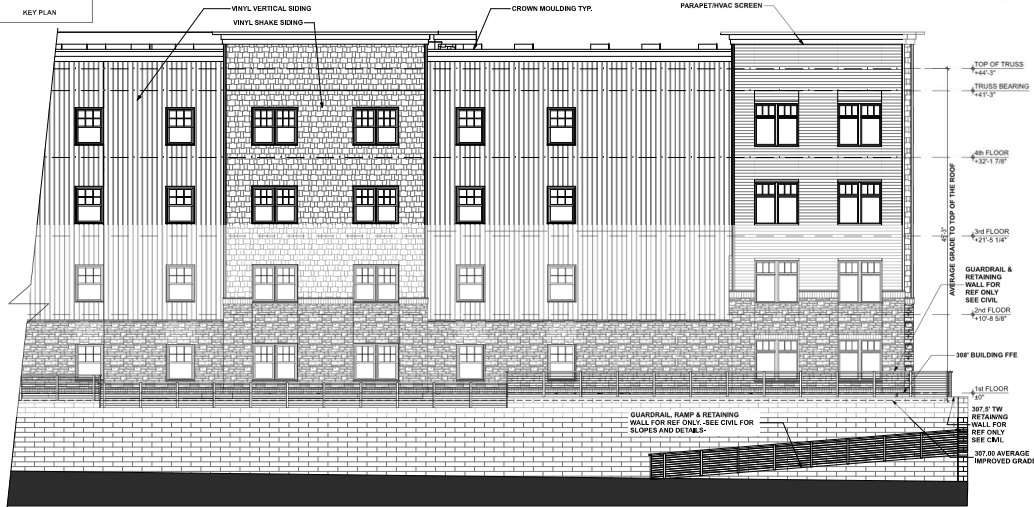 KEY PLAN
VINYL VERTICAL SIDING
VINYL SHAKE SIDING
CROWN MOULDING TYP.
PARAPET/HVAC SCREEN
TOP OF TRUSS
+44'-3"
TRUSS BEARING
+41'-3"
4th FLOOR
+32'-1 7/8"
3rd FLOOR
+21'-5 1/4"
AVERAGE GRADE TO TOP OF THE ROOF
GUARDRAIL &
RETAINING
WALL FOR
REF ONLY
SEE CIVIL
2nd FLOOR
+10'-8 5/8"
308' BUILDING FFE
1st FLOOR
±0"
307.5' TW
RETAINING
WALL FOR
REF ONLY
SEE CIVIL
307.00 AVERAGE
IMPROVED GRADE
GUARDRAIL, RAMP & RETAINING
WALL FOR REF ONLY. -SEE CIVIL FOR
SLOPES AND DETAILS-